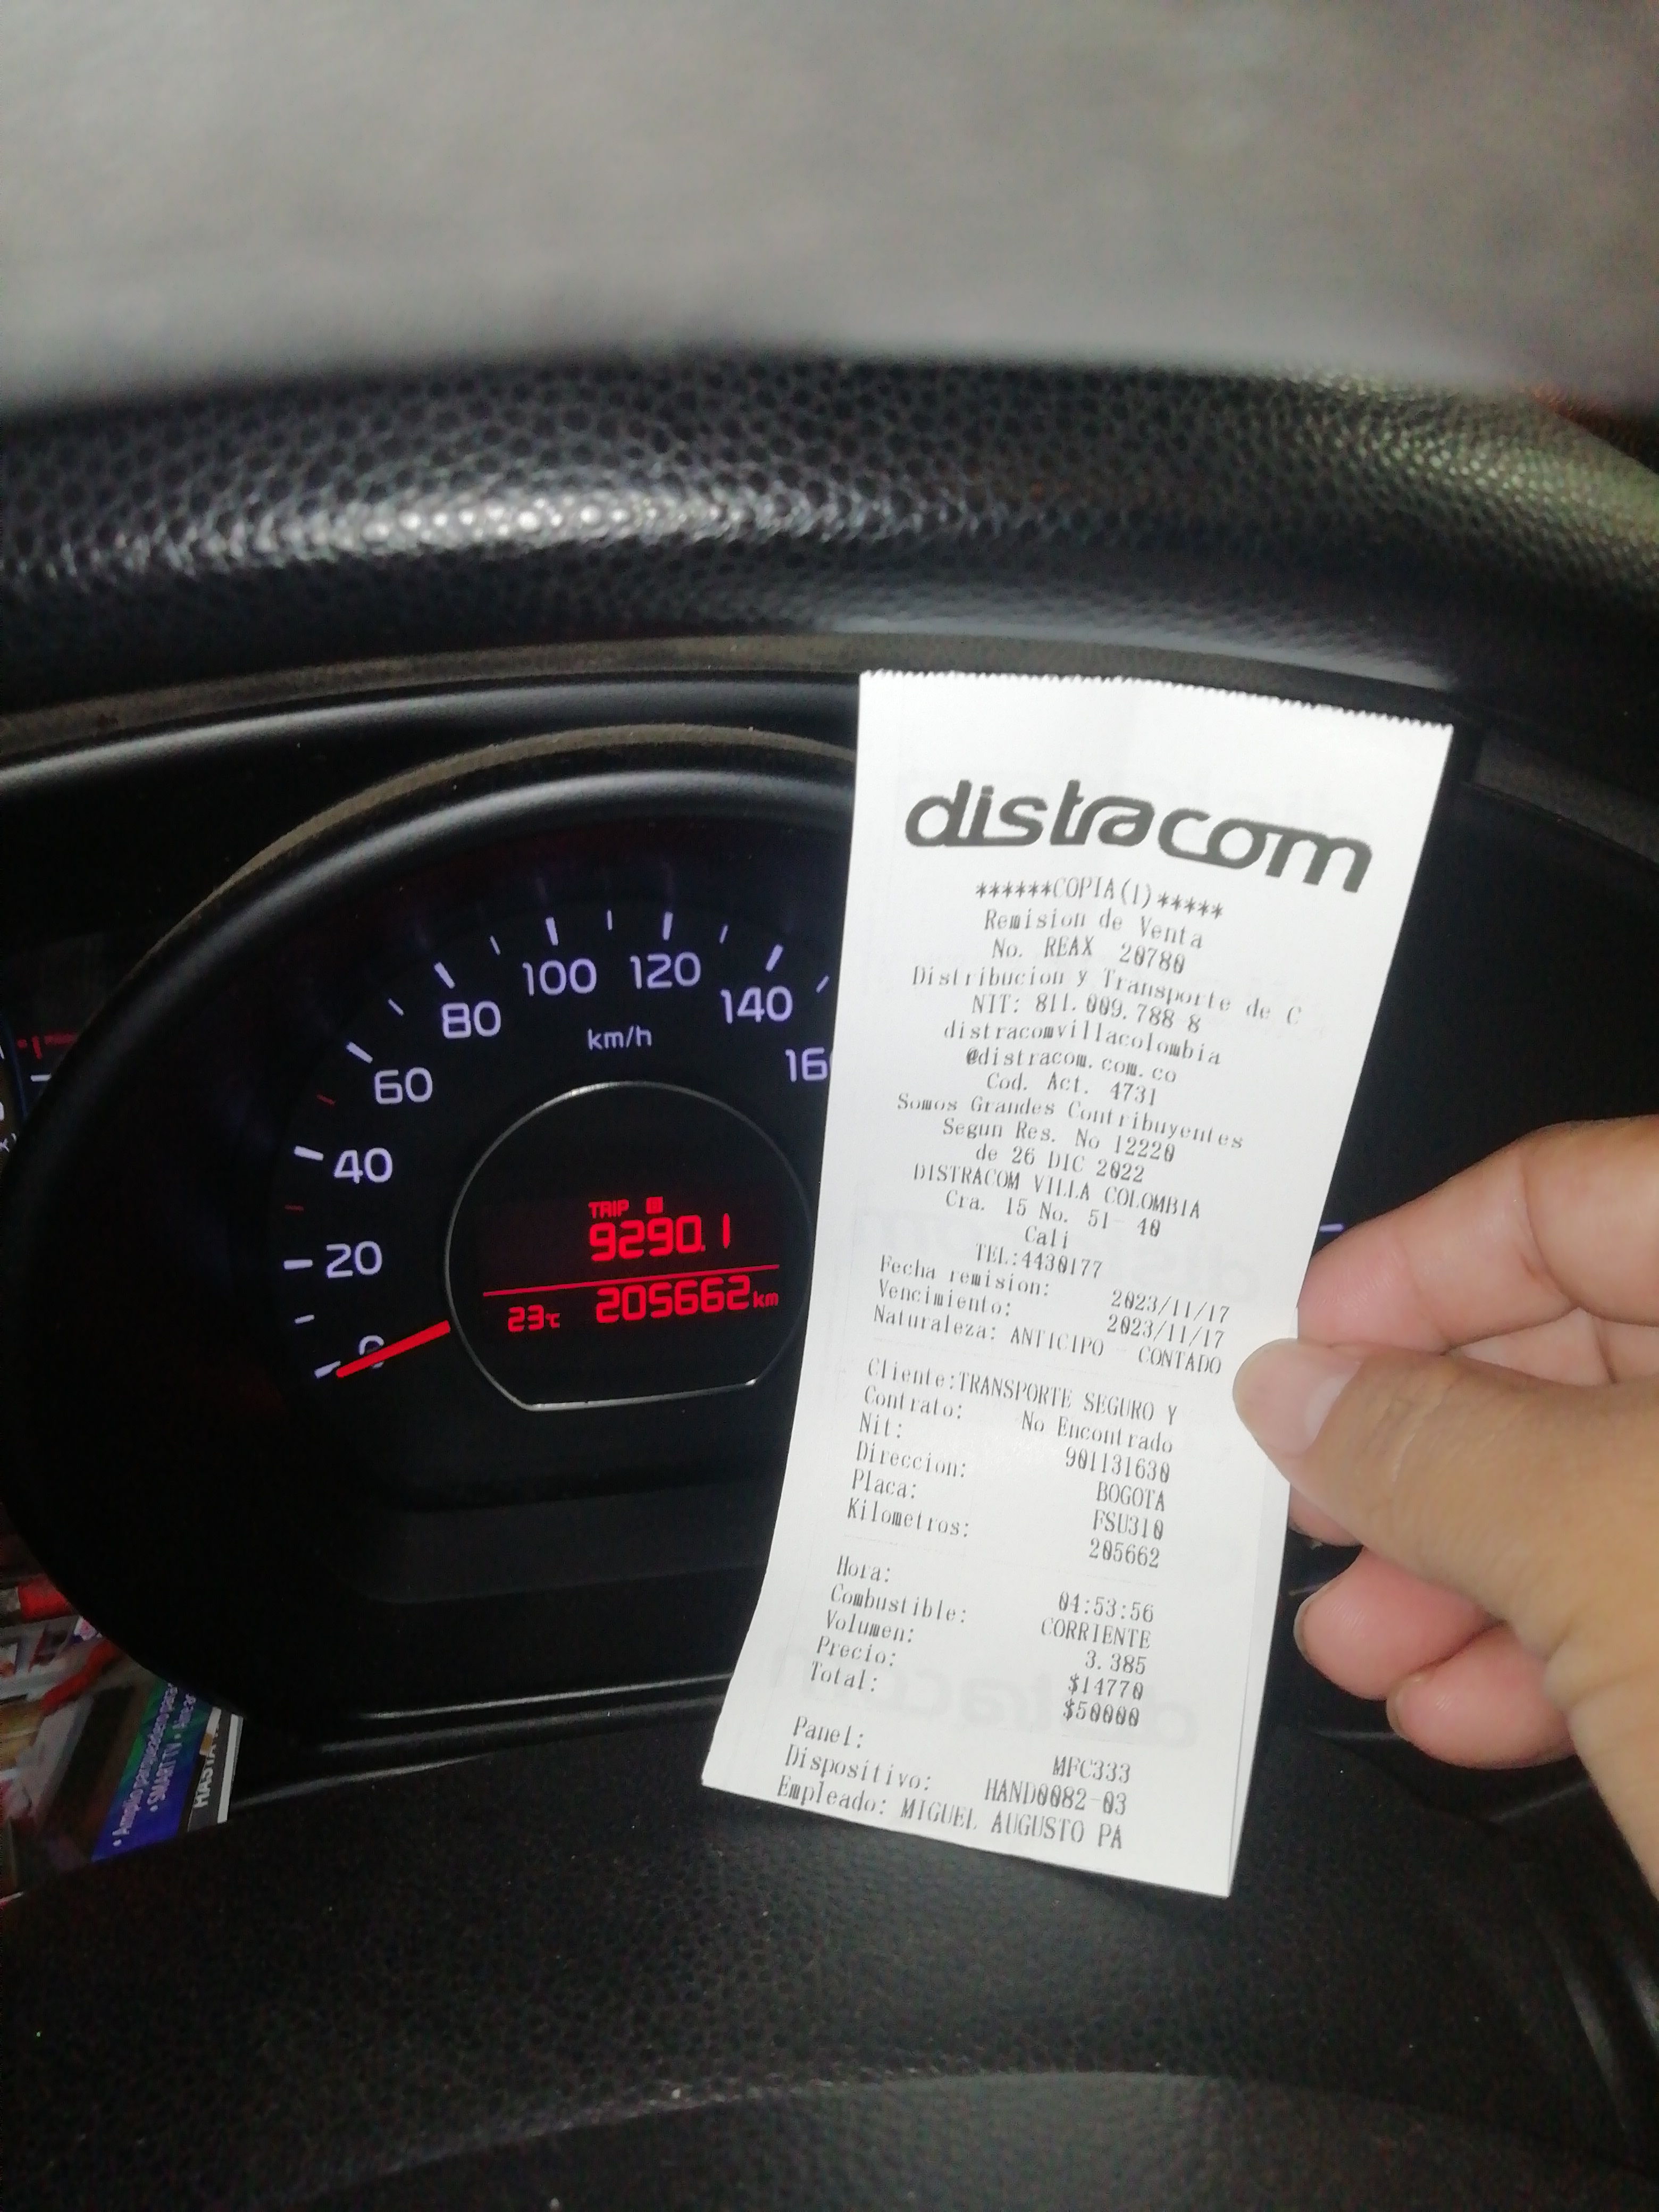 distracom
******COPIA(1)*****
Remision de Venta
No. REAX 20780
Distribucion y Transporte de C
NIT: 811.009.788 8
distracomvillacolombia
@distracom.com.co
Cod. Act. 4731
Somos Grandes Contribuyentes
Segun Res. No 12220
de 26 DIC 2022
DISTRACOM VILLA COLOMBIA
Cra. 15 No. 51- 40
Cali
TEL:4430177
Fecha remision: 2023/11/17
Vencimiento: 2023/11/17
Naturaleza: ANTICIPO CONTADO
Cliente:TRANSPORTE SEGURO Y
Contrato: No Encontrado
Nit: 901131630
Direccion: BOGOTA
Placa: FSU310
Kilometros: 205662
Hora: 04:53:56
Combustible: CORRIENTE
Volumen: 3.385
Precio: $14770
Total: $50000
Panel: MFC333
Dispositivo: HAND0082-03
Empleado: MIGUEL AUGUSTO PA
0
20
40
60
80
100
120
140
160
km/h
TRIP
9290.1
23°C 205662km
• SMART TV •
HASTA